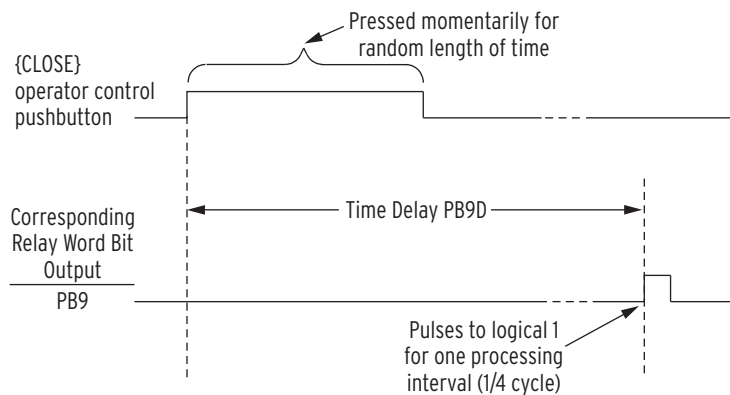 Pressed momentarily for
random length of time
{CLOSE}
operator control
pushbutton
Time Delay PB9D
Corresponding
Relay Word Bit
Output
PB9
Pulses to logical 1
for one processing
interval (1/4 cycle)